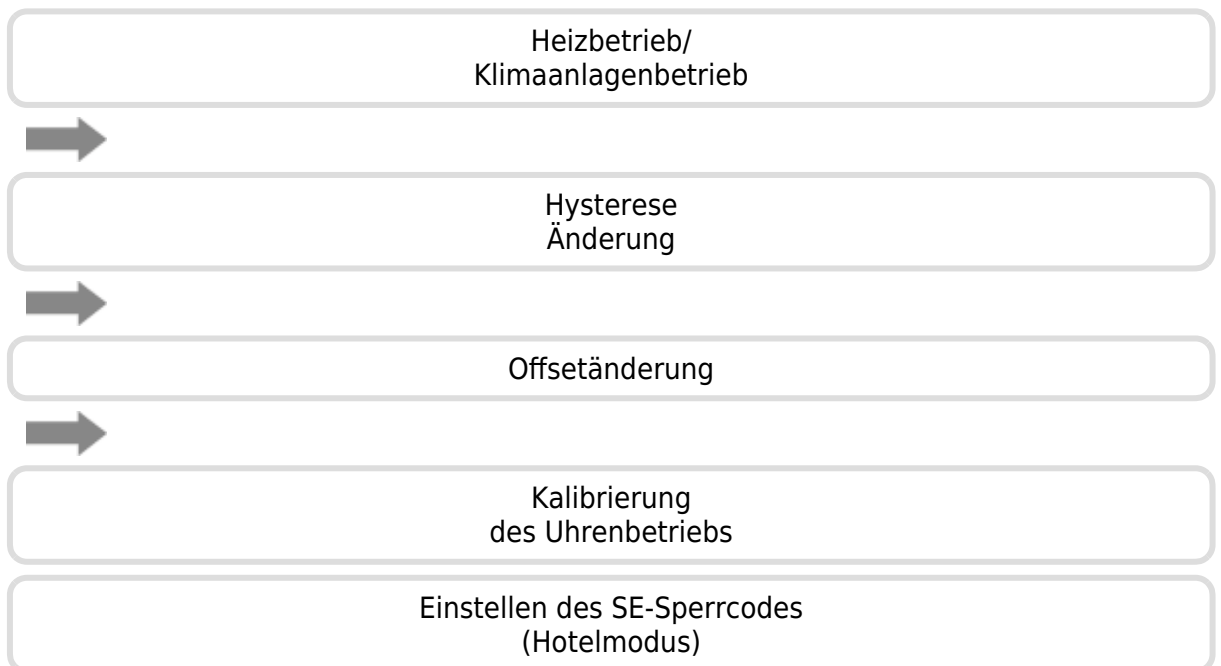 Heizbetrieb/
Klimaanlagenbetrieb
Hysterese
Änderung
Offsetänderung
Kalibrierung
des Uhrenbetriebs
Einstellen des SE-Sperrcodes
(Hotelmodus)